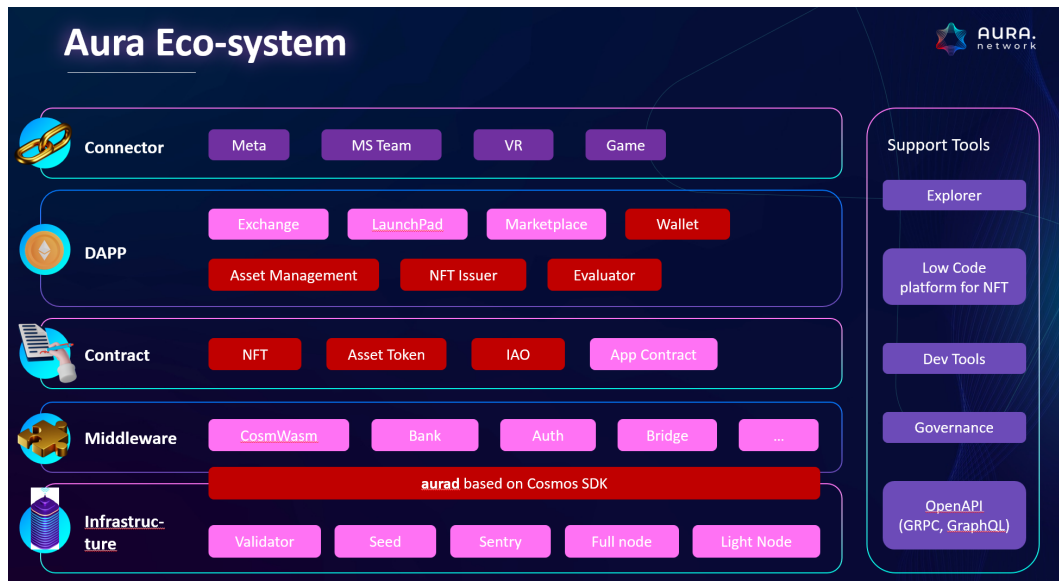 Aura Eco-system
AURA.
network
Connector
Meta
MS Team
VR
Game
DAPP
Exchange
LaunchPad
Marketplace
Wallet
Asset Management
NFT Issuer
Evaluator
Contract
NFT
Asset Token
IAO
App Contract
Middleware
CosmWasm
Bank
Auth
Bridge
...
aurad based on Cosmos SDK
Infrastruc-
ture
Validator
Seed
Sentry
Full node
Light Node
Support Tools
Explorer
Low Code
platform for NFT
Dev Tools
Governance
OpenAPI
(GRPC, GraphQL)